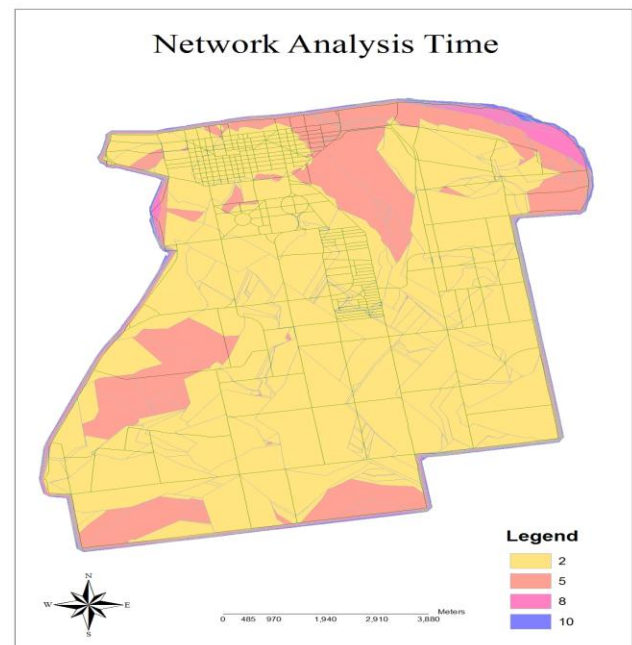 Network Analysis Time
Legend
2
5
8
10
N
W E
S
Meters
0 485 970 1,940 2,910 3,880